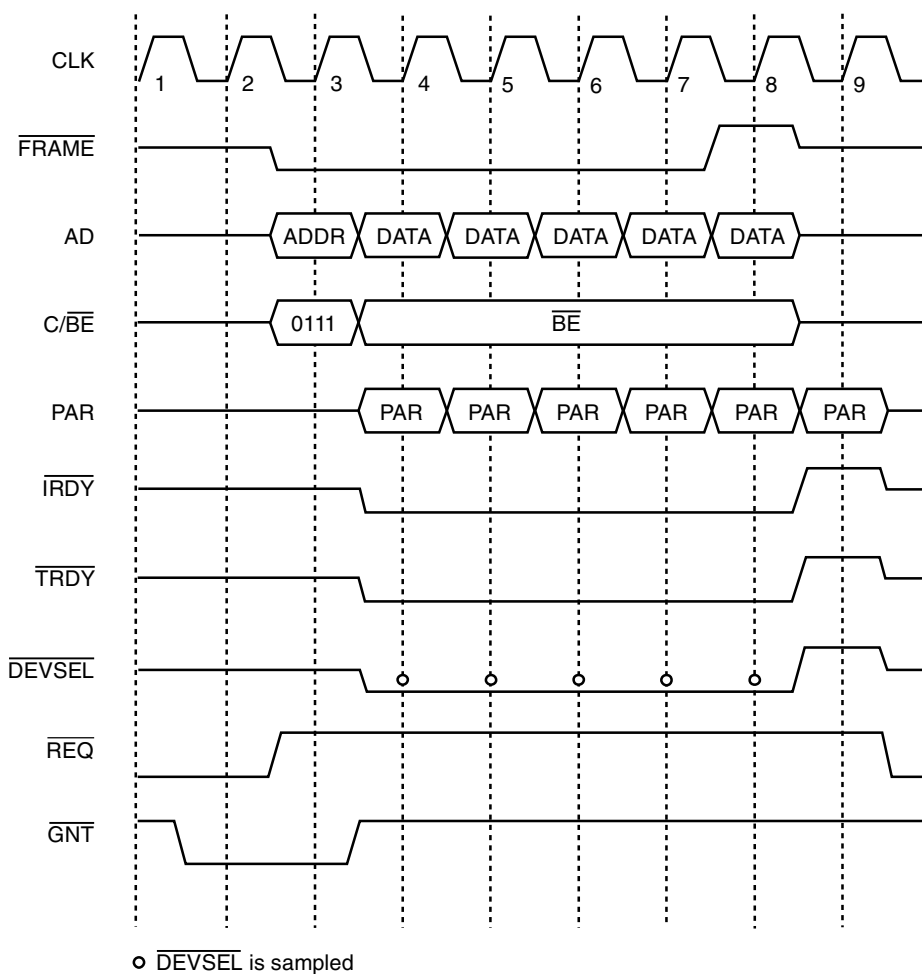 CLK
1 2 3 4 5 6 7 8 9
FRAME
AD
ADDR DATA DATA DATA DATA DATA
C/BE
0111 BE
PAR
PAR PAR PAR PAR PAR PAR
IRDY
TRDY
DEVSEL
REQ
GNT
DEVSEL is sampled